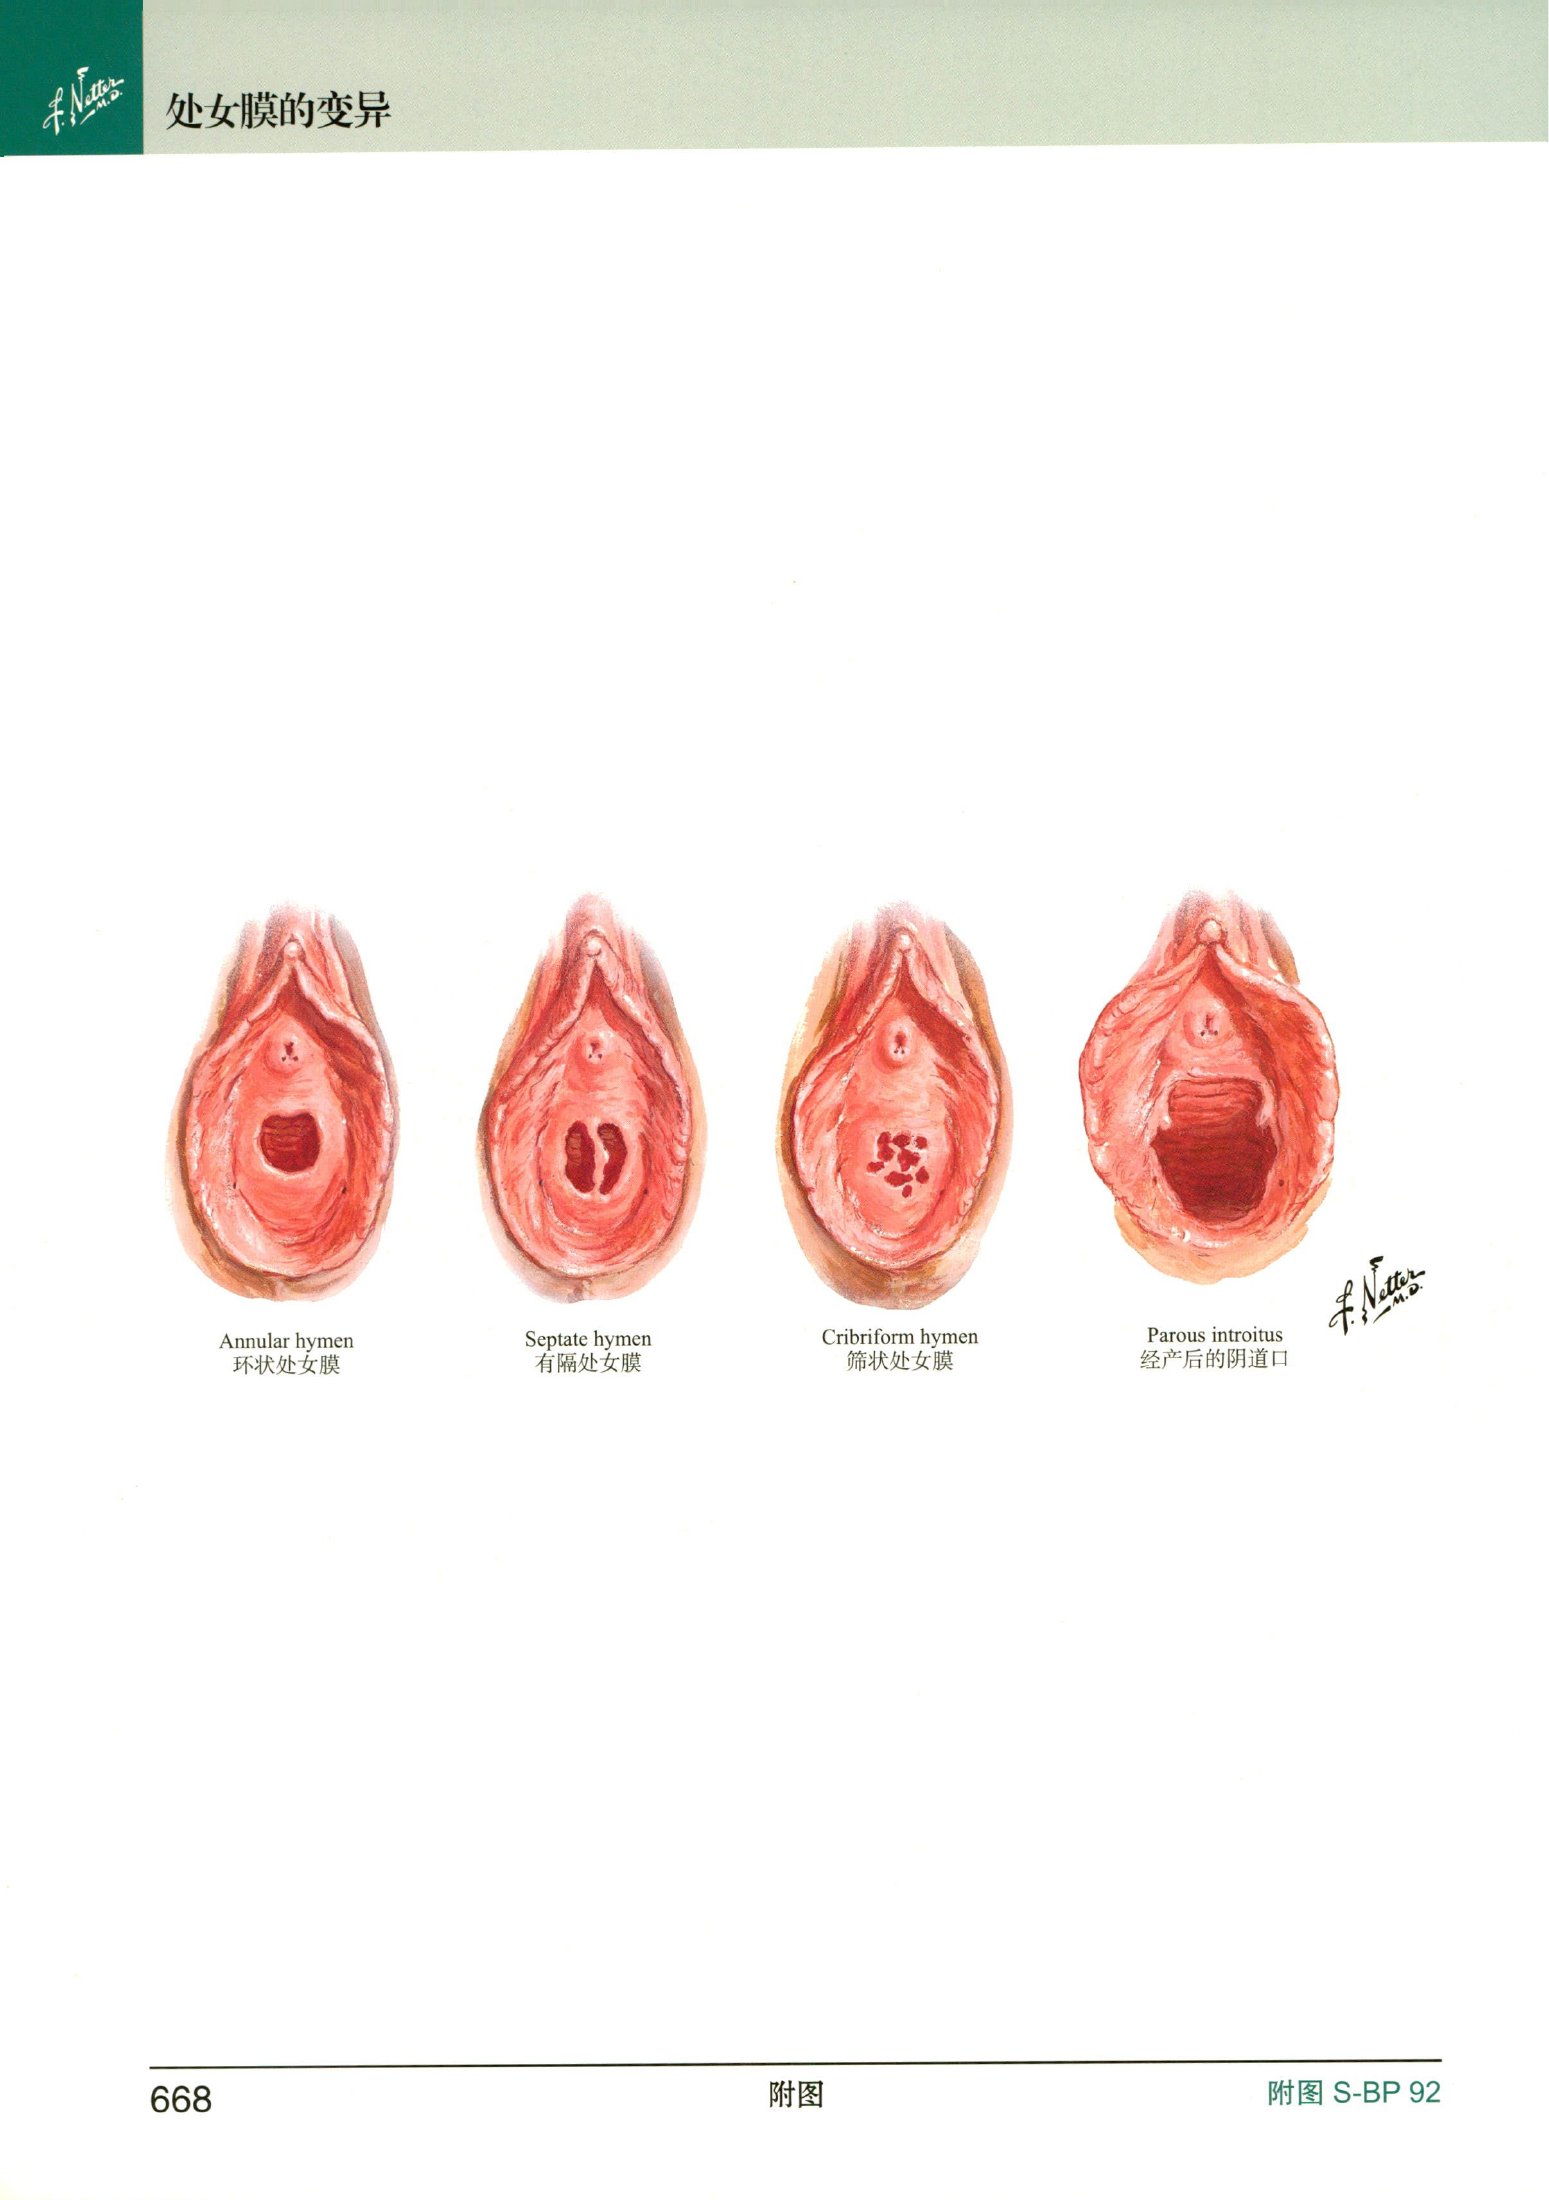 F. Netter M.D.
处女膜的变异
Annular hymen
环状处女膜
Septate hymen
有隔处女膜
Cribriform hymen
筛状处女膜
Parous introitus
经产后的阴道口
F. Netter M.D.
668
附图
附图 S-BP 92